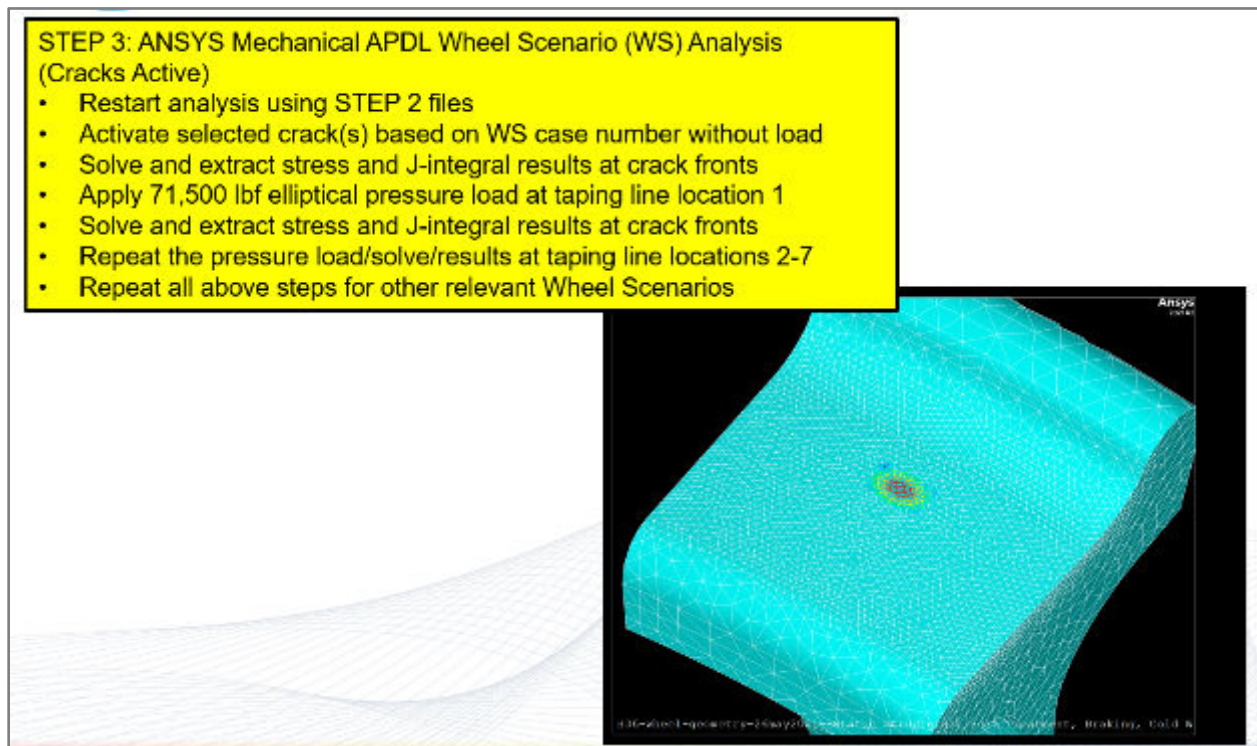 STEP 3: ANSYS Mechanical APDL Wheel Scenario (WS) Analysis
(Cracks Active)
• Restart analysis using STEP 2 files
• Activate selected crack(s) based on WS case number without load
• Solve and extract stress and J-integral results at crack fronts
• Apply 71,500 lbf elliptical pressure load at taping line location 1
• Solve and extract stress and J-integral results at crack fronts
• Repeat the pressure load/solve/results at taping line locations 2-7
• Repeat all above steps for other relevant Wheel Scenarios
Ansys
Braking, Cold